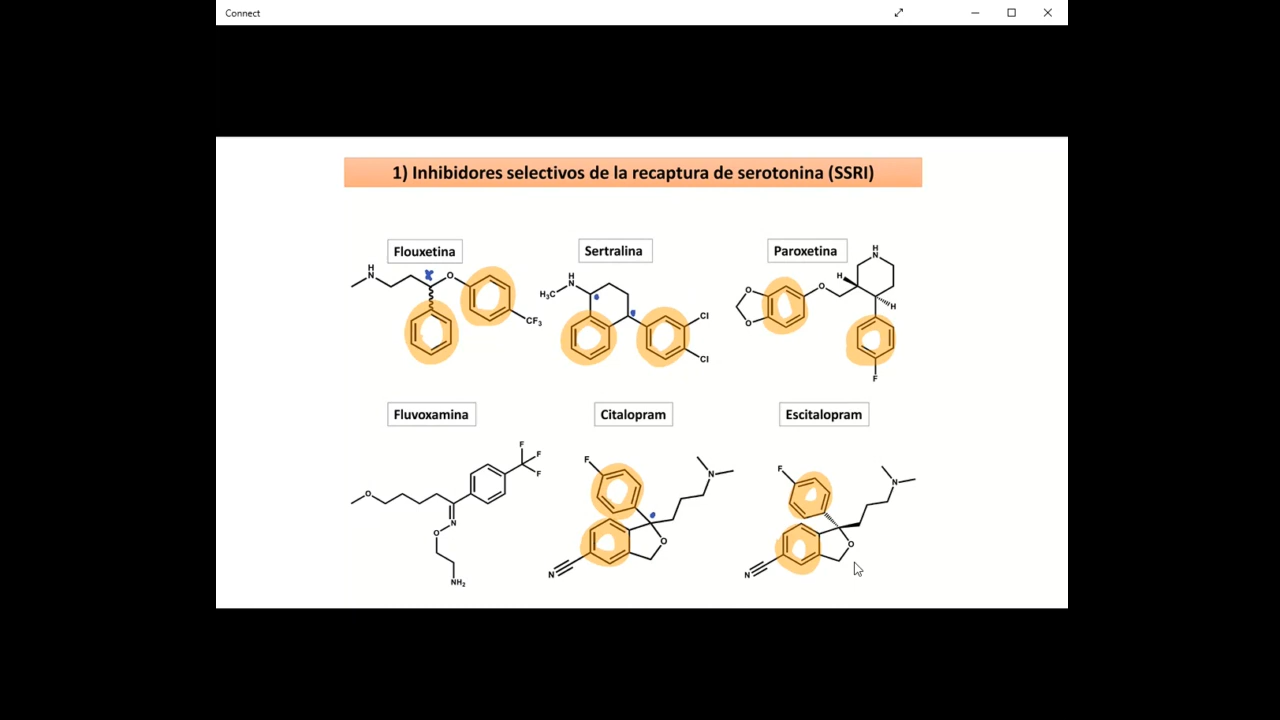 Connect
1) Inhibidores selectivos de la recaptura de serotonina (SSRI)
Flouxetina
Sertralina
Paroxetina
H
N
O
CF3
H
N
H3C
Cl
Cl
H
N
H
O
O
O
H
F
Fluvoxamina
Citalopram
Escitalopram
F
F
F
O
N
O
NH2
F
N
O
N
F
N
O
N